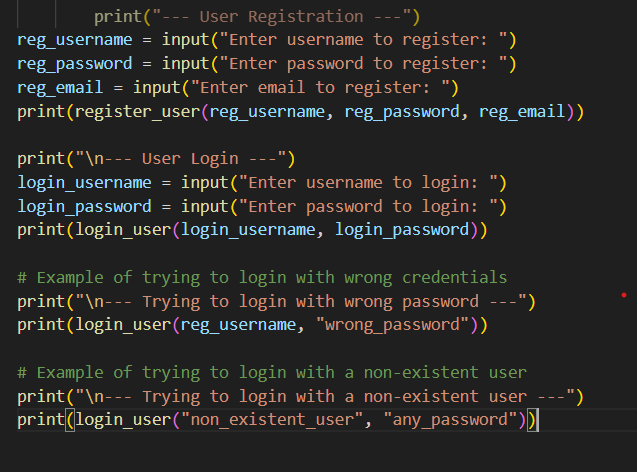 print("--- User Registration ---")
reg_username = input("Enter username to register: ")
reg_password = input("Enter password to register: ")
reg_email = input("Enter email to register: ")
print(register_user(reg_username, reg_password, reg_email))

print("\n--- User Login ---")
login_username = input("Enter username to login: ")
login_password = input("Enter password to login: ")
print(login_user(login_username, login_password))

# Example of trying to login with wrong credentials
print("\n--- Trying to login with wrong password ---")
print(login_user(reg_username, "wrong_password"))

# Example of trying to login with a non-existent user
print("\n--- Trying to login with a non-existent user ---")
print(login_user("non_existent_user", "any_password"))